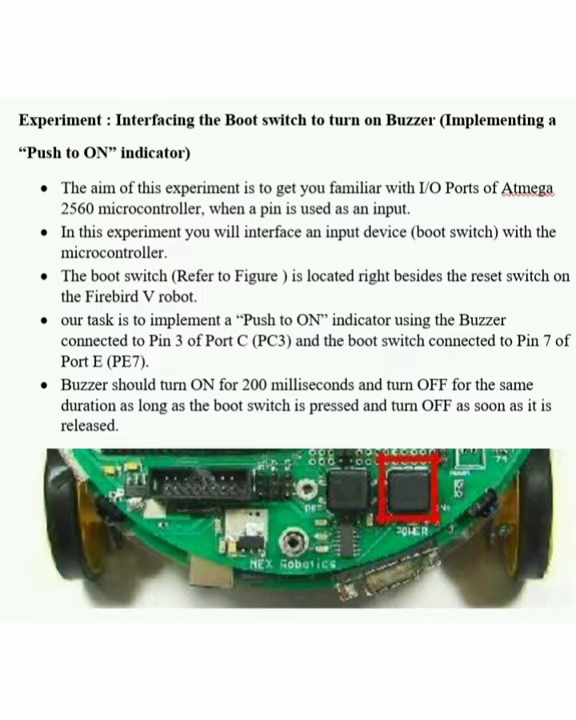 Experiment : Interfacing the Boot switch to turn on Buzzer (Implementing a
“Push to ON” indicator)
• The aim of this experiment is to get you familiar with I/O Ports of Atmega
2560 microcontroller, when a pin is used as an input.
• In this experiment you will interface an input device (boot switch) with the
microcontroller.
• The boot switch (Refer to Figure ) is located right besides the reset switch on
the Firebird V robot.
• our task is to implement a “Push to ON” indicator using the Buzzer
connected to Pin 3 of Port C (PC3) and the boot switch connected to Pin 7 of
Port E (PE7).
• Buzzer should turn ON for 200 milliseconds and turn OFF for the same
duration as long as the boot switch is pressed and turn OFF as soon as it is
released.
POWER
NEX Robotics